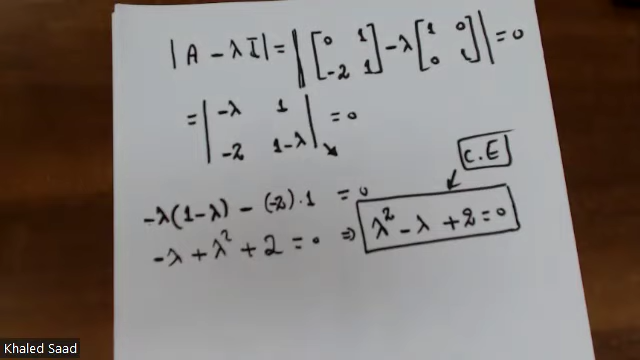 |A - λI| = |[0 1 -2 1] - λ[1 0 0 1]| = 0
= |-λ 1 -2 1-λ| = 0
C.E
-λ(1-λ) - (-2).1 = 0
-λ + λ² + 2 = 0 ⇒ λ² - λ + 2 = 0
Khaled Saad